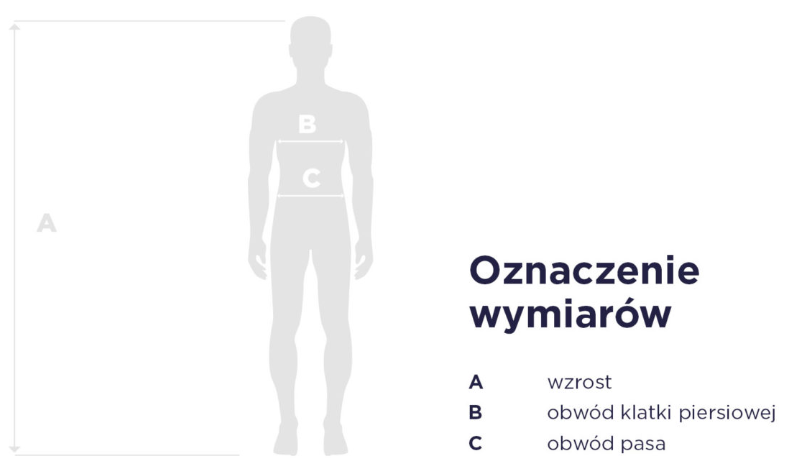 B
C
A
Oznaczenie
wymiarów
A wzrost
B obwód klatki piersiowej
C obwód pasa